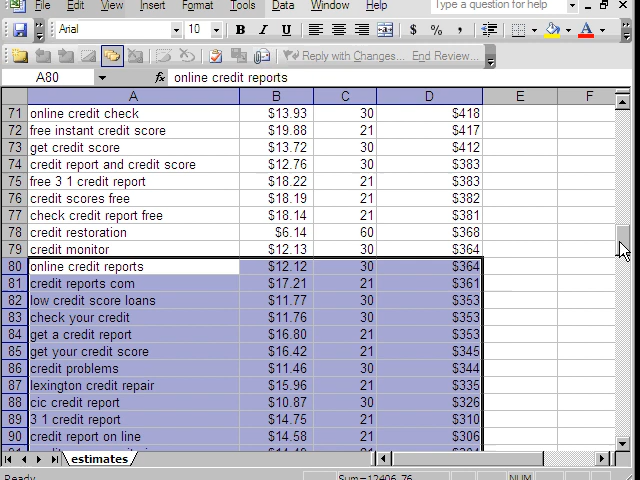 File Edit View Insert Format Tools Data Window Help Type a question for help
Arial 10 B I U $ % ,
Reply with Changes... End Review...
A80 fx online credit reports
A B C D E F
71 online credit check $13.93 30 $418
72 free instant credit score $19.88 21 $417
73 get credit score $13.72 30 $412
74 credit report and credit score $12.76 30 $383
75 free 3 1 credit report $18.22 21 $383
76 credit scores free $18.19 21 $382
77 check credit report free $18.14 21 $381
78 credit restoration $6.14 60 $368
79 credit monitor $12.13 30 $364
80 online credit reports $12.12 30 $364
81 credit reports com $17.21 21 $361
82 low credit score loans $11.77 30 $353
83 check your credit $11.76 30 $353
84 get a credit report $16.80 21 $353
85 get your credit score $16.42 21 $345
86 credit problems $11.46 30 $344
87 lexington credit repair $15.96 21 $335
88 cic credit report $10.87 30 $326
89 3 1 credit report $14.75 21 $310
90 credit report on line $14.58 21 $306
estimates
Ready Sum=12406.76 NUM